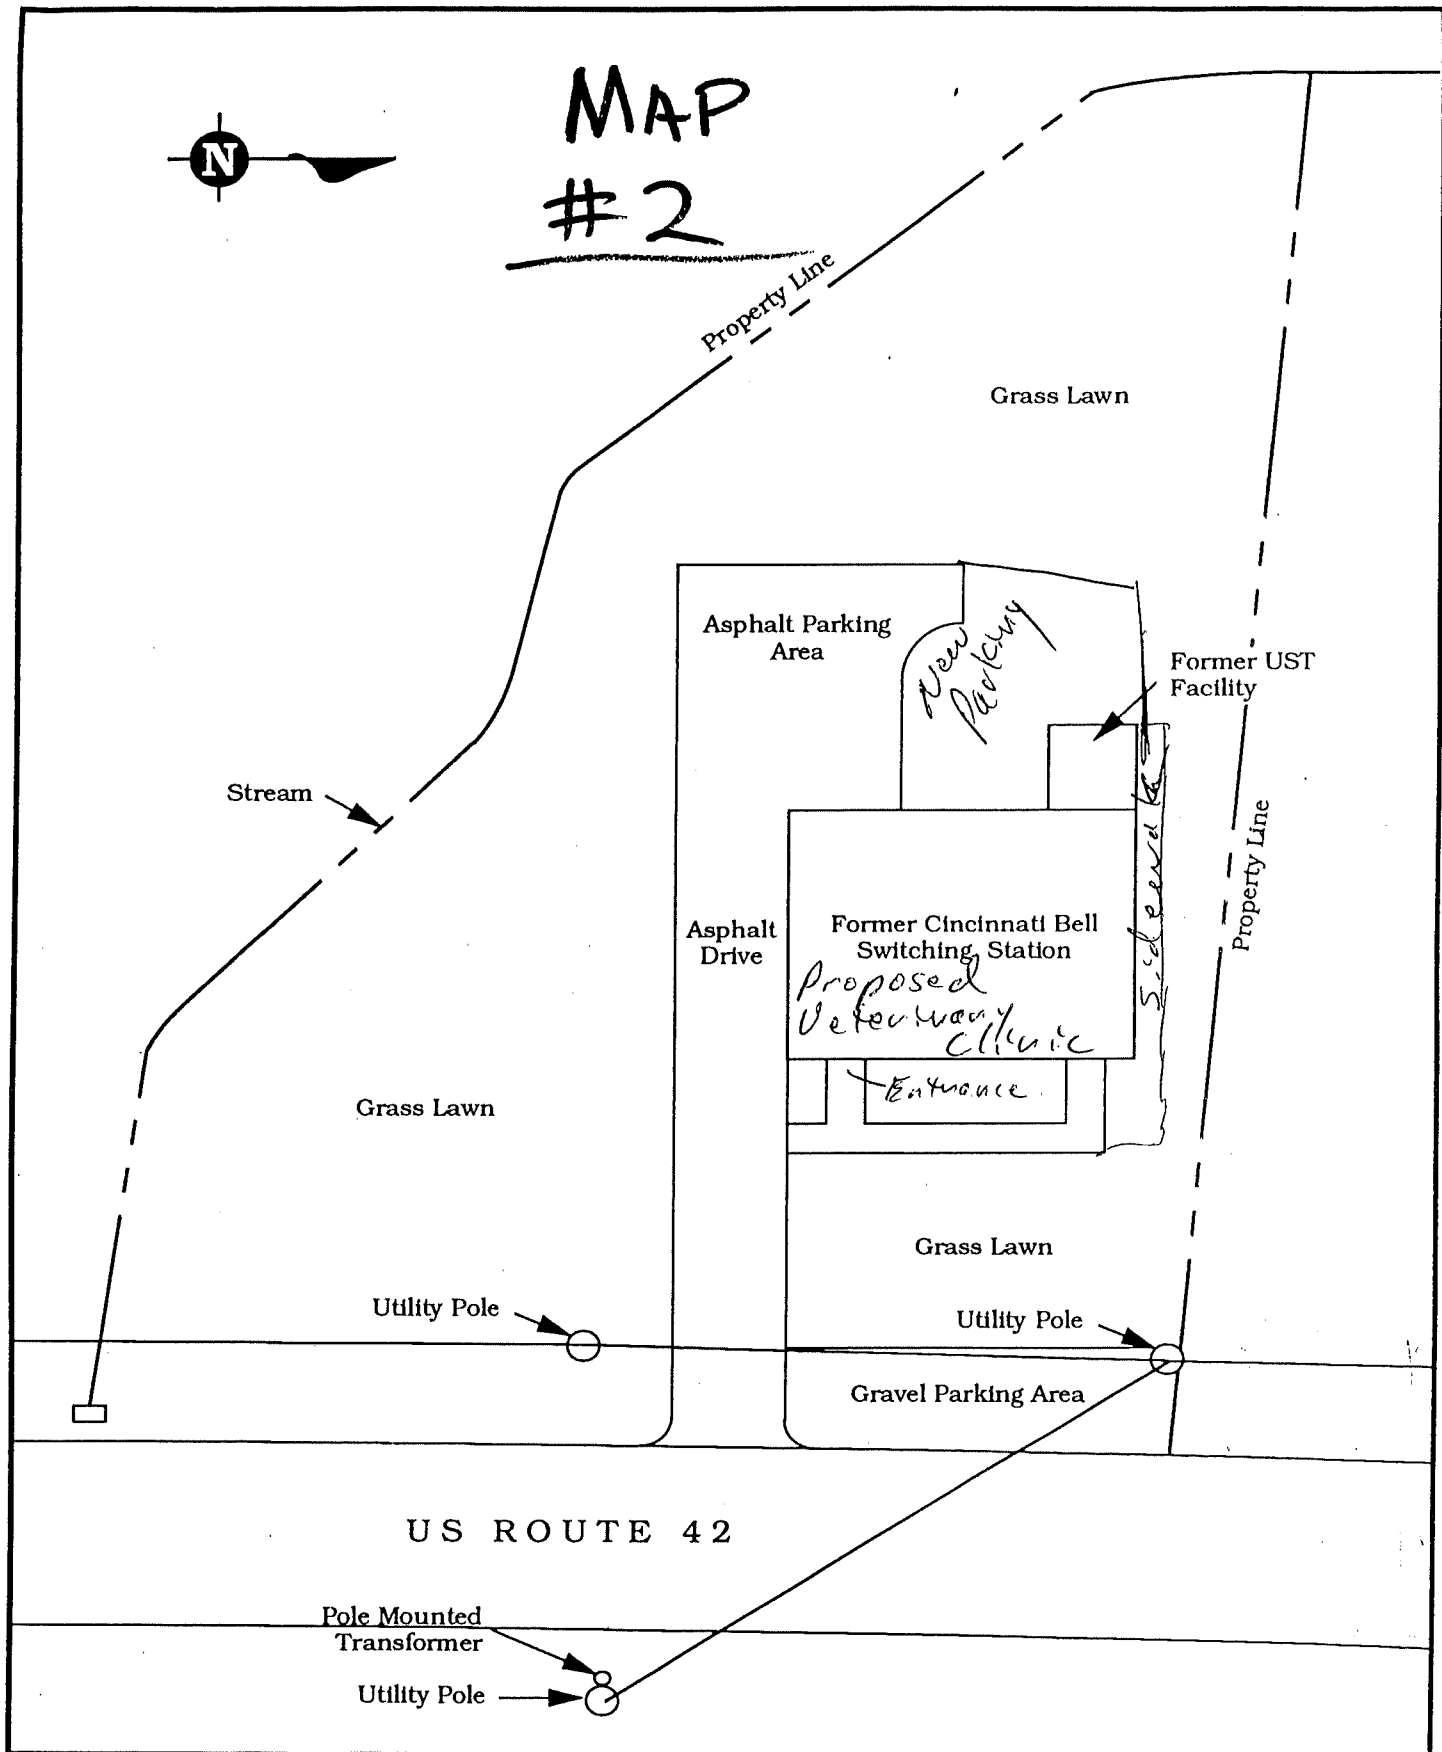 MAP
#2
N
Property Line
Grass Lawn
Asphalt Parking
Area
New
Parking
Former UST
Facility
Stream
Sidewalk
Property Line
Asphalt
Drive
Former Cincinnati Bell
Switching Station
Proposed
Veterinary
Clinic
Entrance
Grass Lawn
Grass Lawn
Utility Pole
Utility Pole
Gravel Parking Area
US ROUTE 42
Pole Mounted
Transformer
Utility Pole